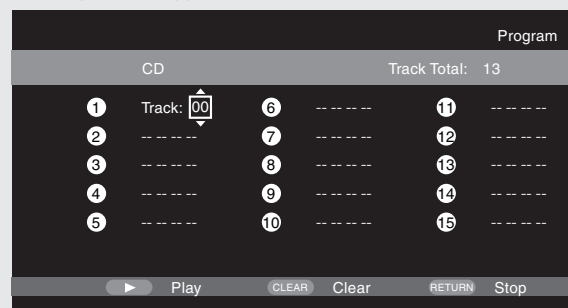 Program
CD Track Total: 13
1 Track: 00 6 -- -- -- -- 11 -- -- -- --
2 -- -- -- -- 7 -- -- -- -- 12 -- -- -- --
3 -- -- -- -- 8 -- -- -- -- 13 -- -- -- --
4 -- -- -- -- 9 -- -- -- -- 14 -- -- -- --
5 -- -- -- -- 10 -- -- -- -- 15 -- -- -- --
Play CLEAR Clear RETURN Stop